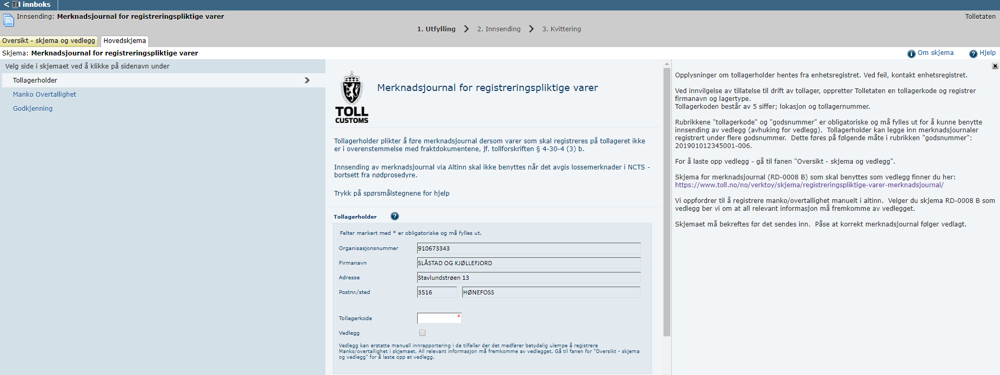 < Til innboks
Innsending: Merknadsjournal for registreringspliktige varer
Tolletaten
1. Utfylling > 2. Innsending > 3. Kvittering
Oversikt - skjema og vedlegg
Hovedskjema
Skjema: Merknadsjournal for registreringspliktige varer
Om skjema
Hjelp
Velg side i skjemaet ved å klikke på sidenavn under
Tollagerholder
Manko Overtallighet
Godkjenning
TOLL
CUSTOMS
Merknadsjournal for registreringspliktige varer
Tollagerholder plikter å føre merknadsjournal dersom varer som skal registreres på tollageret ikke
er i overenstemmelse med fraktdokumentene, jf. tollforskriften § 4-30-4 (3) b.
Innsending av merknadsjournal via Altinn skal ikke benyttes når det avgis lossemerknader i NCTS -
bortsett fra nødprosedyre.
Trykk på spørsmålstegnene for hjelp
Tollagerholder
Felter markert med * er obligatoriske og må fylles ut.
Organisasjonsnummer 910673343
Firmanavn SLÅSTAD OG KJØLLEFJORD
Adresse Stavlundstrøen 13
Postnr./sted 3516 HØNEFOSS
Tollagerkode *
Vedlegg
Vedlegg kan erstatte manuell innrapportering i de tilfeller der det medfører betydelig ulempe å registrere
Manko/overtallighet i skjemaet. All relevant informasjon må fremkomme av vedlegget. Gå til fanen for "Oversikt - skjema
og vedlegg" for å laste opp et vedlegg.
Opplysninger om tollagerholder hentes fra enhetsregistret. Ved feil, kontakt enhetsregistret.
Ved innvilgelse av tillatelse til drift av tollager, oppretter Tolletaten en tollagerkode og registrer
firmanavn og lagertype.
Tollagerkoden består av 5 siffer; lokasjon og tollagernummer.
Rubrikkene "tollagerkode" og "godsnummer" er obligatoriske og må fylles ut for å kunne benytte
innsending av vedlegg (avhuking for vedlegg). Tollagerholder kan legge inn merknadsjournaler
registrert under flere godsnummer. Dette føres på følgende måte i rubrikken "godsnummer":
201901012345001-006.
For å laste opp vedlegg - gå til fanen "Oversikt - skjema og vedlegg".
Skjema for merknadsjournal (RD-0008 B) som skal benyttes som vedlegg finner du her:
https://www.toll.no/no/verktoy/skjema/registreringspliktige-varer-merknadsjournal/
Vi oppfordrer til å registrere manko/overtallighet manuelt i altinn. Velger du skjema RD-0008 B som
vedlegg ber vi om at all relevant informasjon må fremkomme av vedlegget.
Skjemaet må bekreftes før det sendes inn. Påse at korrekt merknadsjournal følger vedlagt.